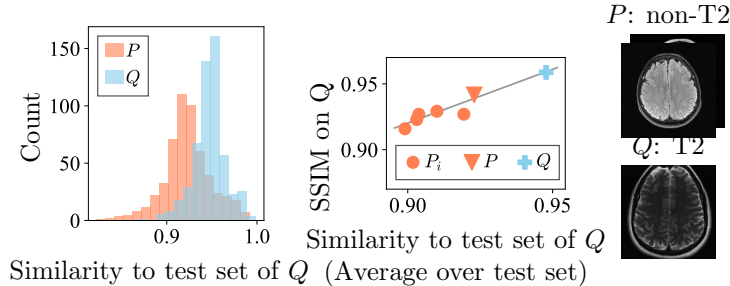 150
100
50
0
Count
P
Q
0.9
1.0
Similarity to test set of Q
0.95
0.90
SSIM on Q
P_i
P
Q
0.90
0.95
Similarity to test set of Q
(Average over test set)
P: non-T2
Q: T2